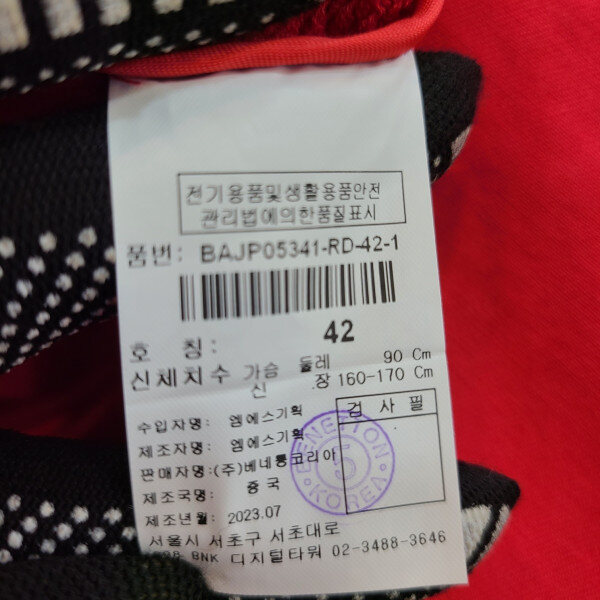 전기용품및생활용품안전
관리법에의한품질표시
품번: BAJP05341-RD-42-1
호 칭: 42
신체치수 가슴 둘레 90 Cm
신 장 160-170 Cm
수입자명: 엠에스기획
제조자명: 엠에스기획
판매자명: (주)베네통코리아
제조국명: 중국
제조년월: 2023.07
서울시 서초구 서초대로
BNK 디지털타워 02-3488-3646
검 사 필
BENETTON
KOREA
5